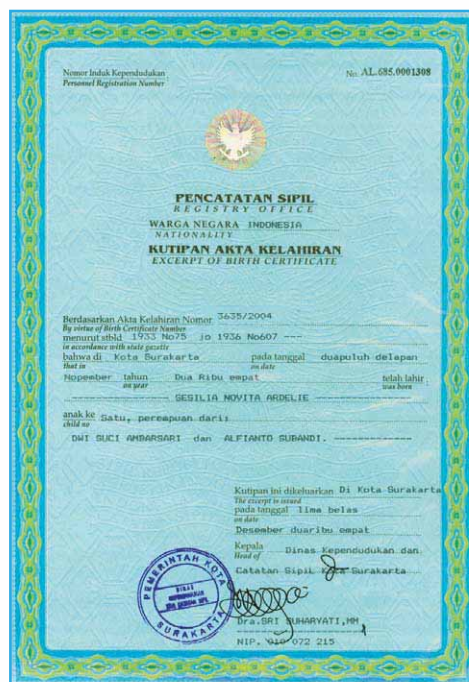 Nomor Induk Kependudukan
Personnel Registration Number
No. AL.685.0001308
PENCATATAN SIPIL
REGISTRY OFFICE
WARGA NEGARA INDONESIA
NATIONALITY
KUTIPAN AKTA KELAHIRAN
EXCERPT OF BIRTH CERTIFICATE
Berdasarkan Akta Kelahiran Nomor 3635/2004
By virtue of Birth Certificate Number
menurut stbld 1933 No75 jo 1936 No607 ---
in accordance with state gazette
bahwa di Kota Surakarta pada tanggal duapuluh delapan
that in on date
Nopember tahun Dua Ribu empat telah lahir
on year was born
SESILIA NOVITA ARDELIE
anak ke Satu, perempuan dari:
child no
DWI SUCI AMBARSARI dan ALFIANTO SUBANDI.
Kutipan ini dikeluarkan Di Kota Surakarta
The excerpt is issued
pada tanggal lima belas
on date
Desember duaribu empat
Kepala Dinas Kependudukan dan
Head of
Catatan Sipil Kota Surakarta
PEMERINTAH KOTA
DINAS
SURAKARTA
Dra.SRI SUHARYATI,MM
NIP. 010 072 215